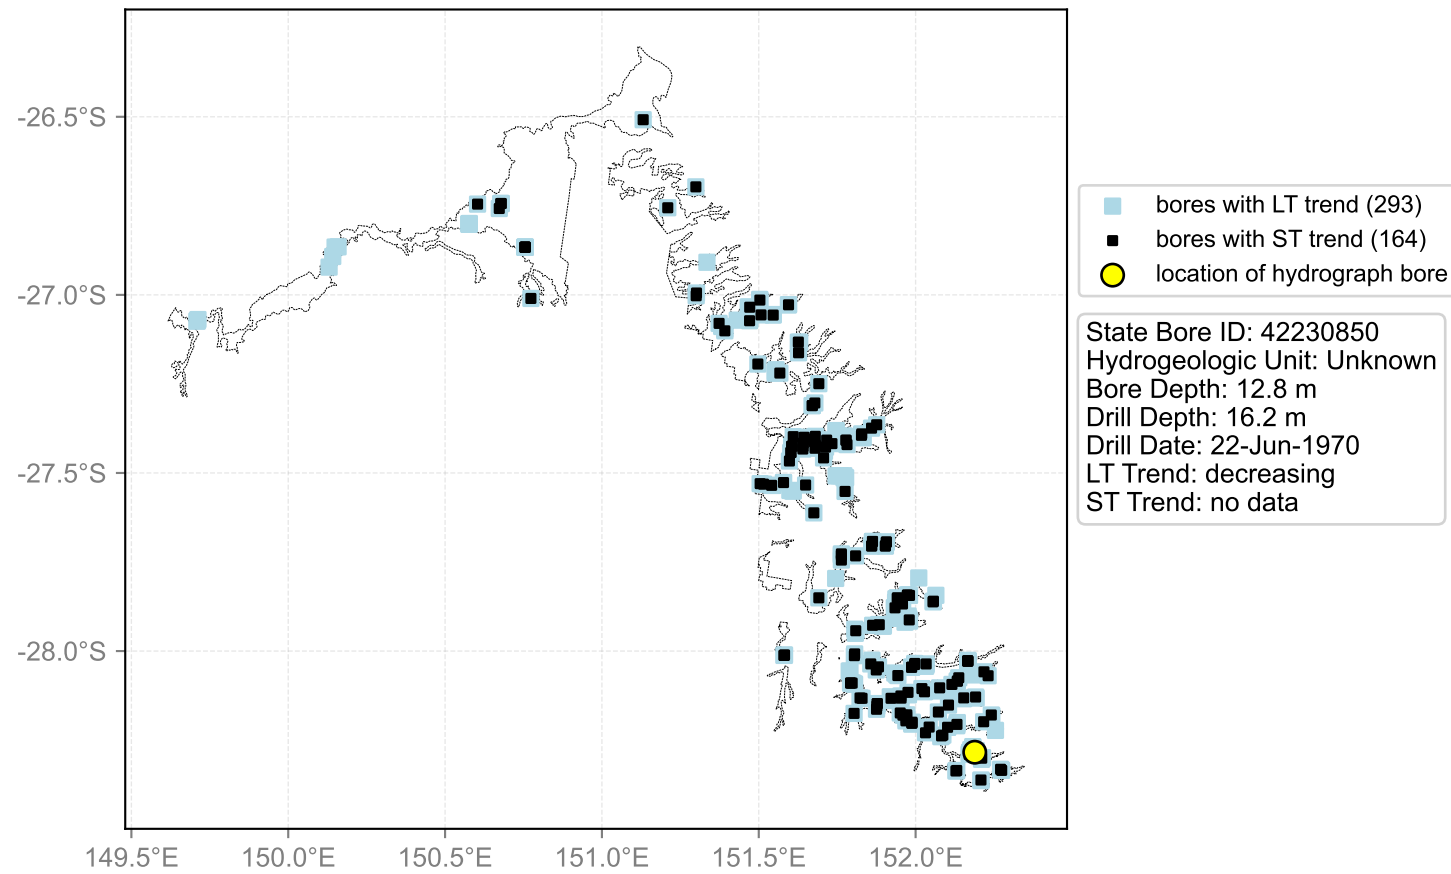 -26.5°S
-27.0°S
-27.5°S
-28.0°S
149.5°E
150.0°E
150.5°E
151.0°E
151.5°E
152.0°E
bores with LT trend (293)
bores with ST trend (164)
location of hydrograph bore
State Bore ID: 42230850
Hydrogeologic Unit: Unknown
Bore Depth: 12.8 m
Drill Depth: 16.2 m
Drill Date: 22-Jun-1970
LT Trend: decreasing
ST Trend: no data